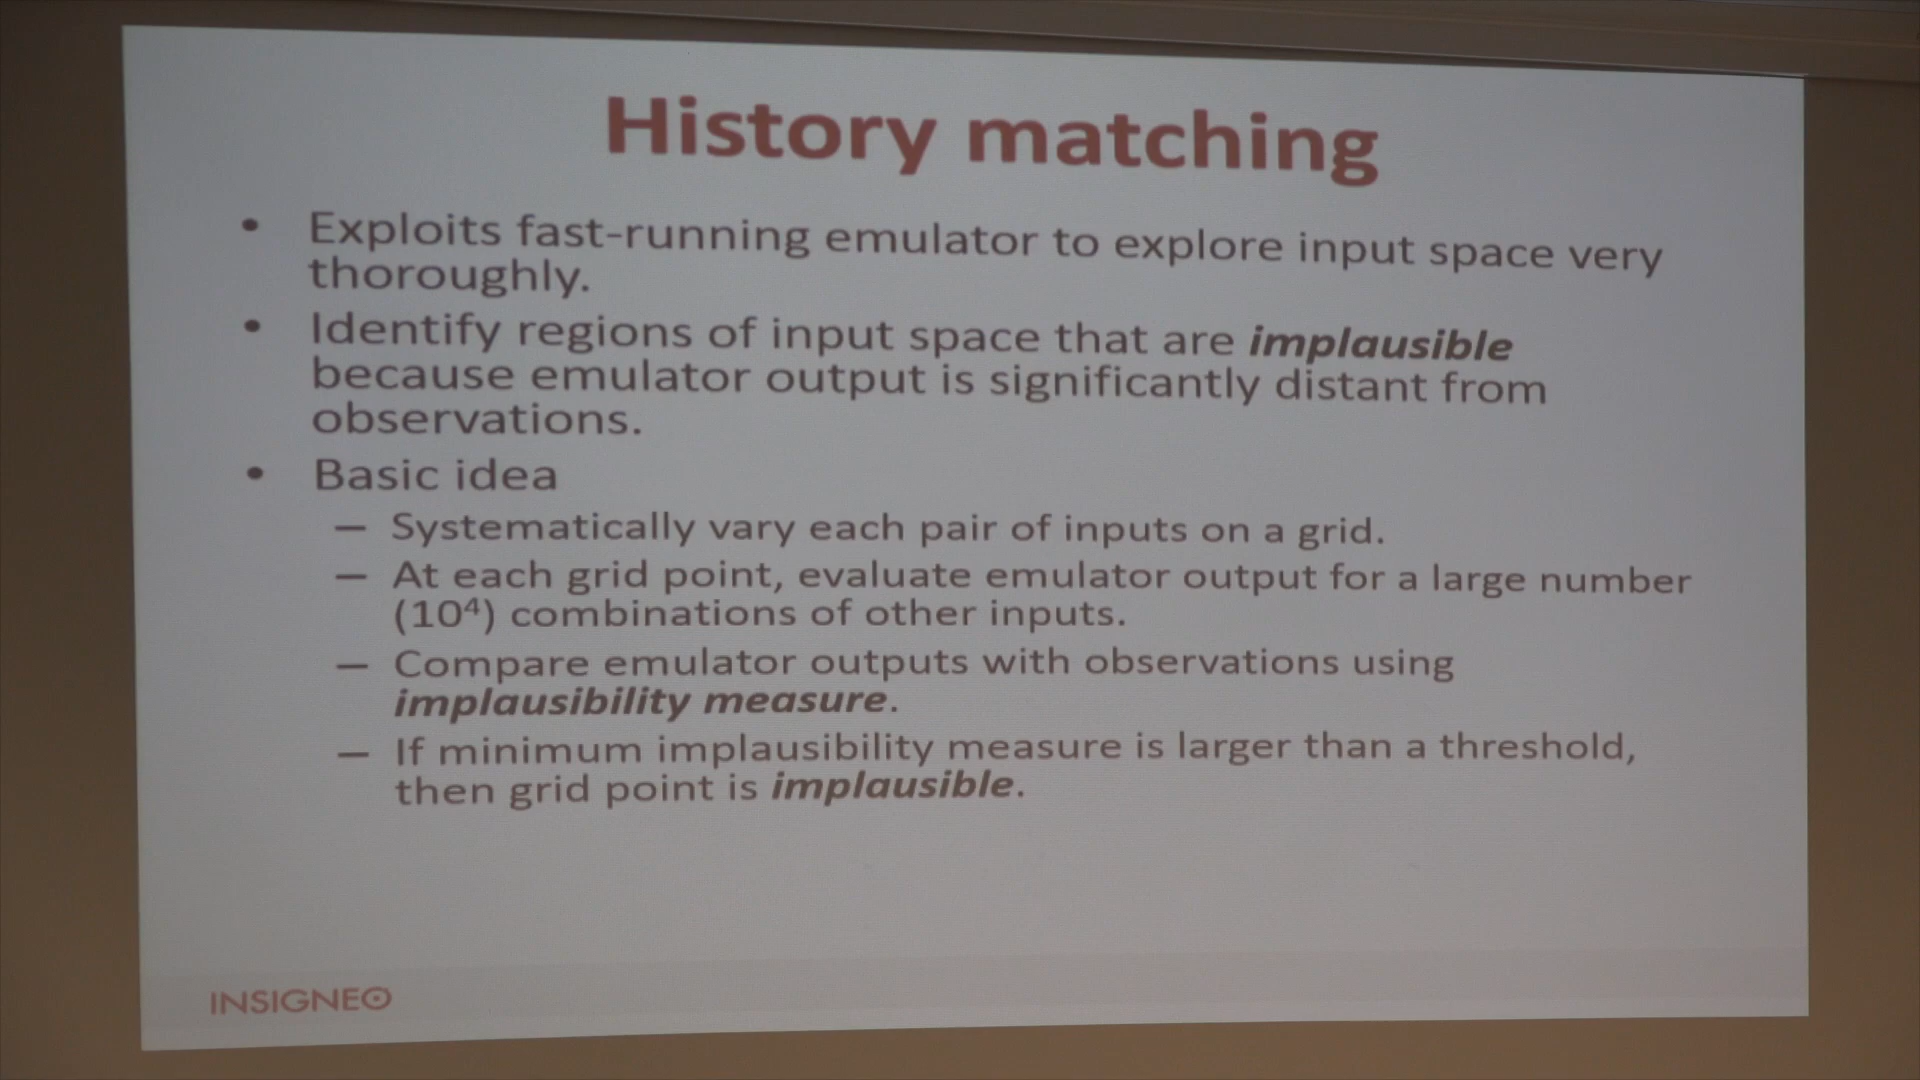 History matching
• Exploits fast-running emulator to explore input space very
thoroughly.
• Identify regions of input space that are implausible
because emulator output is significantly distant from
observations.
• Basic idea
– Systematically vary each pair of inputs on a grid.
– At each grid point, evaluate emulator output for a large number
(10⁴) combinations of other inputs.
– Compare emulator outputs with observations using
implausibility measure.
– If minimum implausibility measure is larger than a threshold,
then grid point is implausible.
INSIGNEO